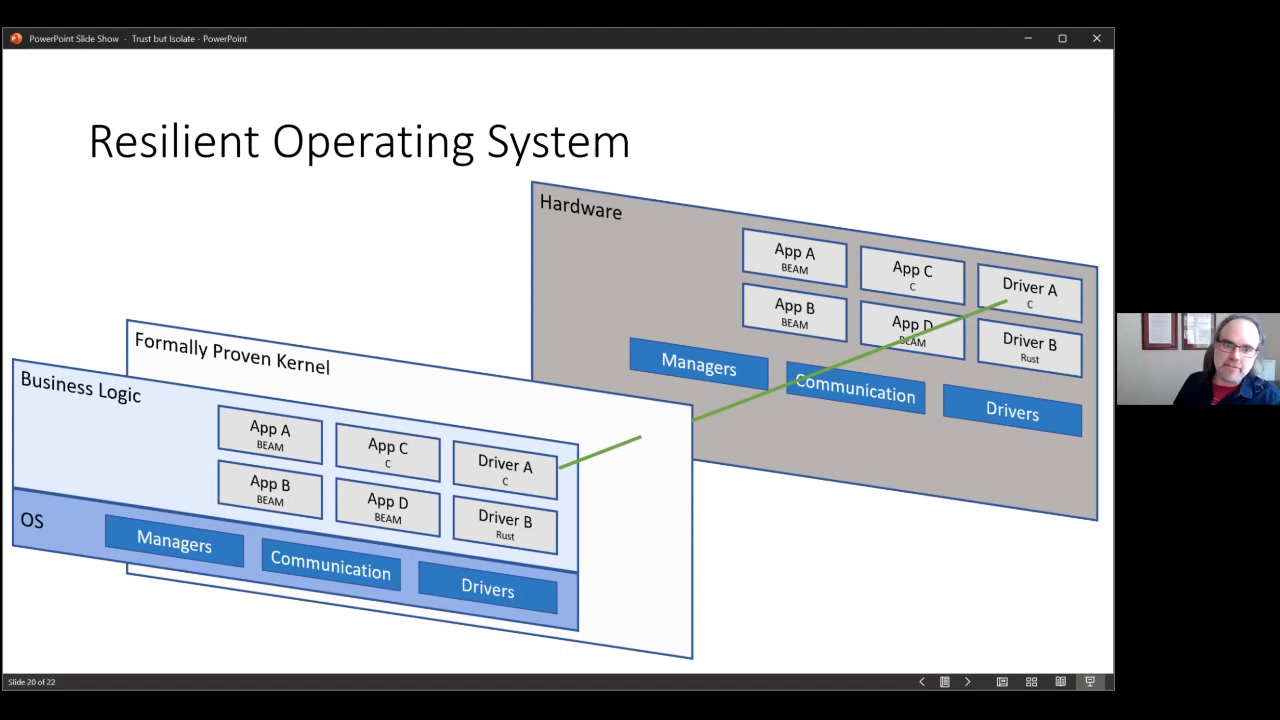 PowerPoint Slide Show - Trust but Isolate - PowerPoint
Resilient Operating System
Hardware
App A
BEAM
App C
C
Driver A
C
App B
BEAM
App D
BEAM
Driver B
Rust
Managers
Communication
Drivers
Formally Proven Kernel
Business Logic
App A
BEAM
App C
C
Driver A
C
App B
BEAM
App D
BEAM
Driver B
Rust
OS
Managers
Communication
Drivers
Slide 20 of 22